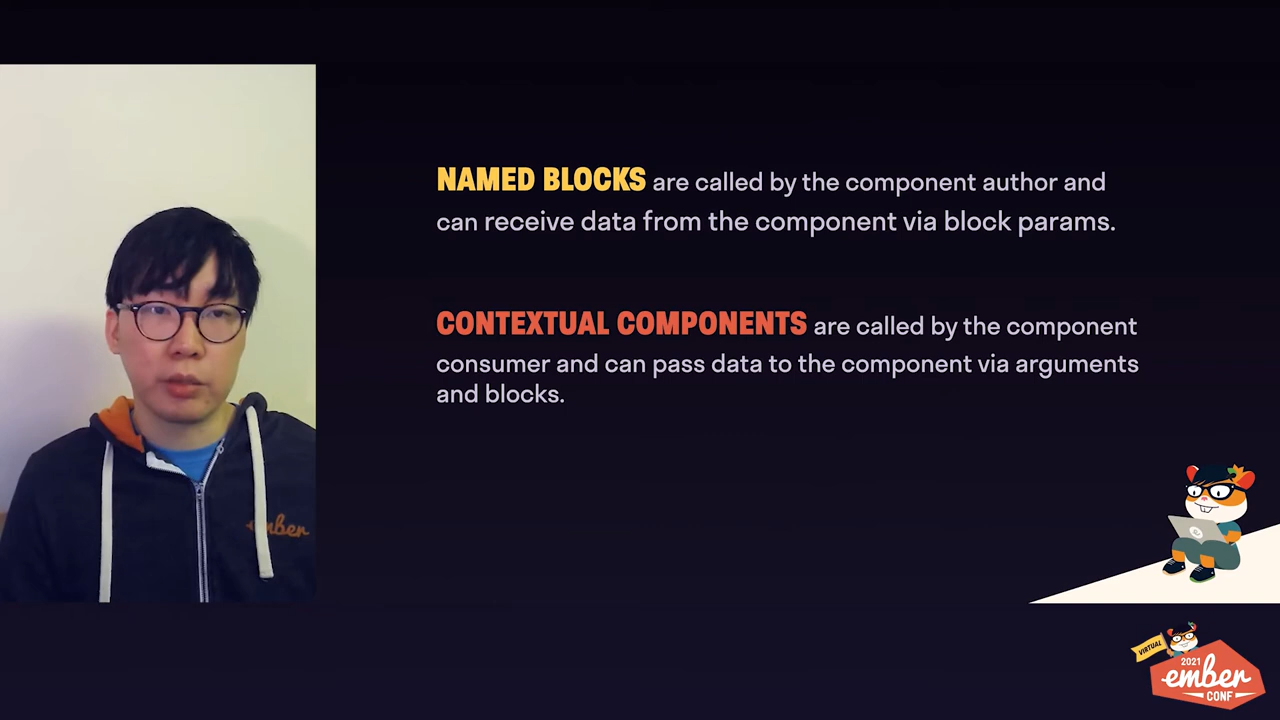 NAMED BLOCKS are called by the component author and
can receive data from the component via block params.
CONTEXTUAL COMPONENTS are called by the component
consumer and can pass data to the component via arguments
and blocks.
ember
VIRTUAL
2021
ember
CONF